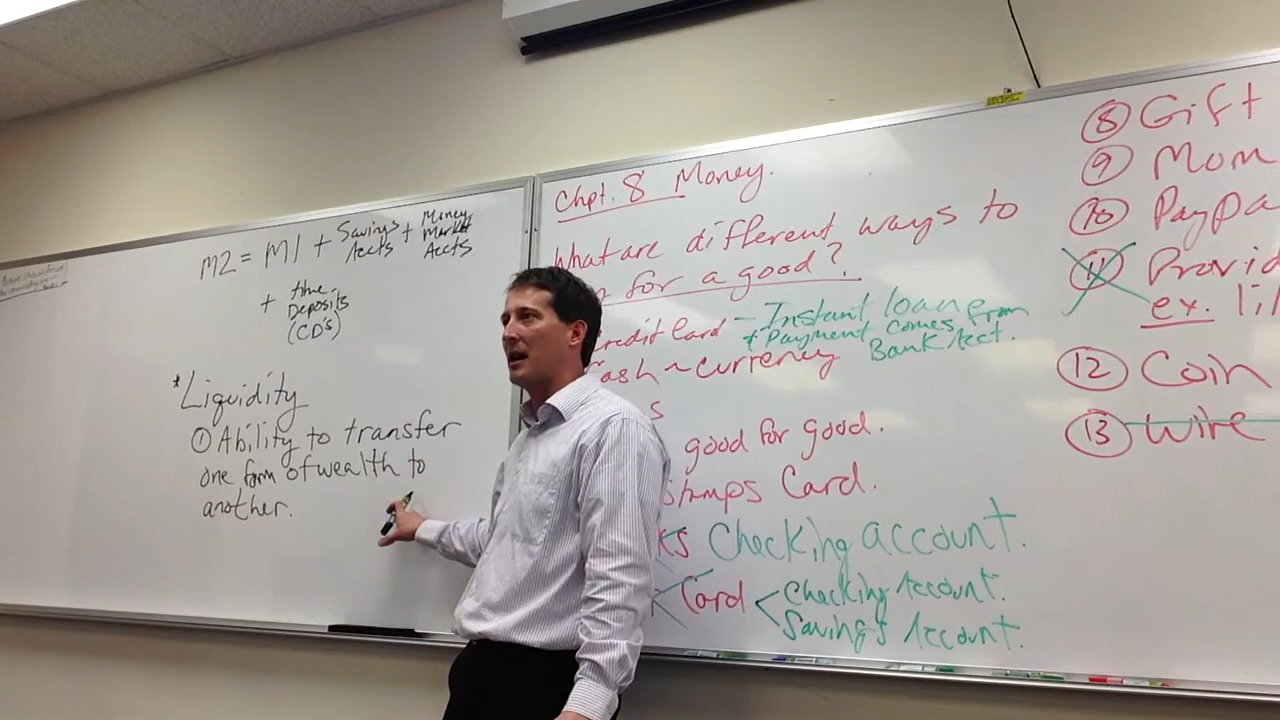 M2 = M1 + Savings Accts + Money Market Accts
+ time Deposits (CD's)
*Liquidity
① Ability to transfer
one form of wealth to
another.
Chpt. 8 Money.
What are different ways to
for a good?
redit Card – Instant loan from
+ Payment comes from
Bank Acct.
Cash ~ currency
s
good for good.
Stamps Card.
ks Checking account.
Card < Checking Account.
Savings Account.
⑧ Gift
⑨ Mon
⑩ Paypa
⑪ Provid
ex. li
⑫ Coin
⑬ Wire